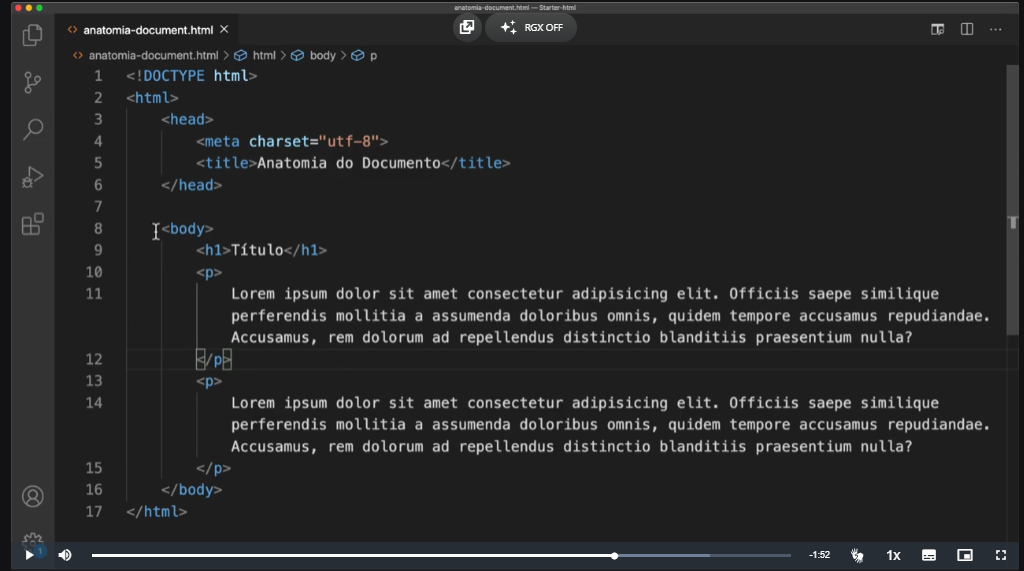 anatomia-document.html — Starter-html
anatomia-document.html
RGX OFF
anatomia-document.html > html > body > p
1 <!DOCTYPE html>
2 <html>
3 <head>
4 <meta charset="utf-8">
5 <title>Anatomia do Documento</title>
6 </head>
7
8 <body>
9 <h1>Título</h1>
10 <p>
11 Lorem ipsum dolor sit amet consectetur adipisicing elit. Officiis saepe similique
perferendis mollitia a assumenda doloribus omnis, quidem tempore accusamus repudiandae.
Accusamus, rem dolorum ad repellendus distinctio blanditiis praesentium nulla?
12 </p>
13 <p>
14 Lorem ipsum dolor sit amet consectetur adipisicing elit. Officiis saepe similique
perferendis mollitia a assumenda doloribus omnis, quidem tempore accusamus repudiandae.
Accusamus, rem dolorum ad repellendus distinctio blanditiis praesentium nulla?
15 </p>
16 </body>
17 </html>
1
-1:52
1x